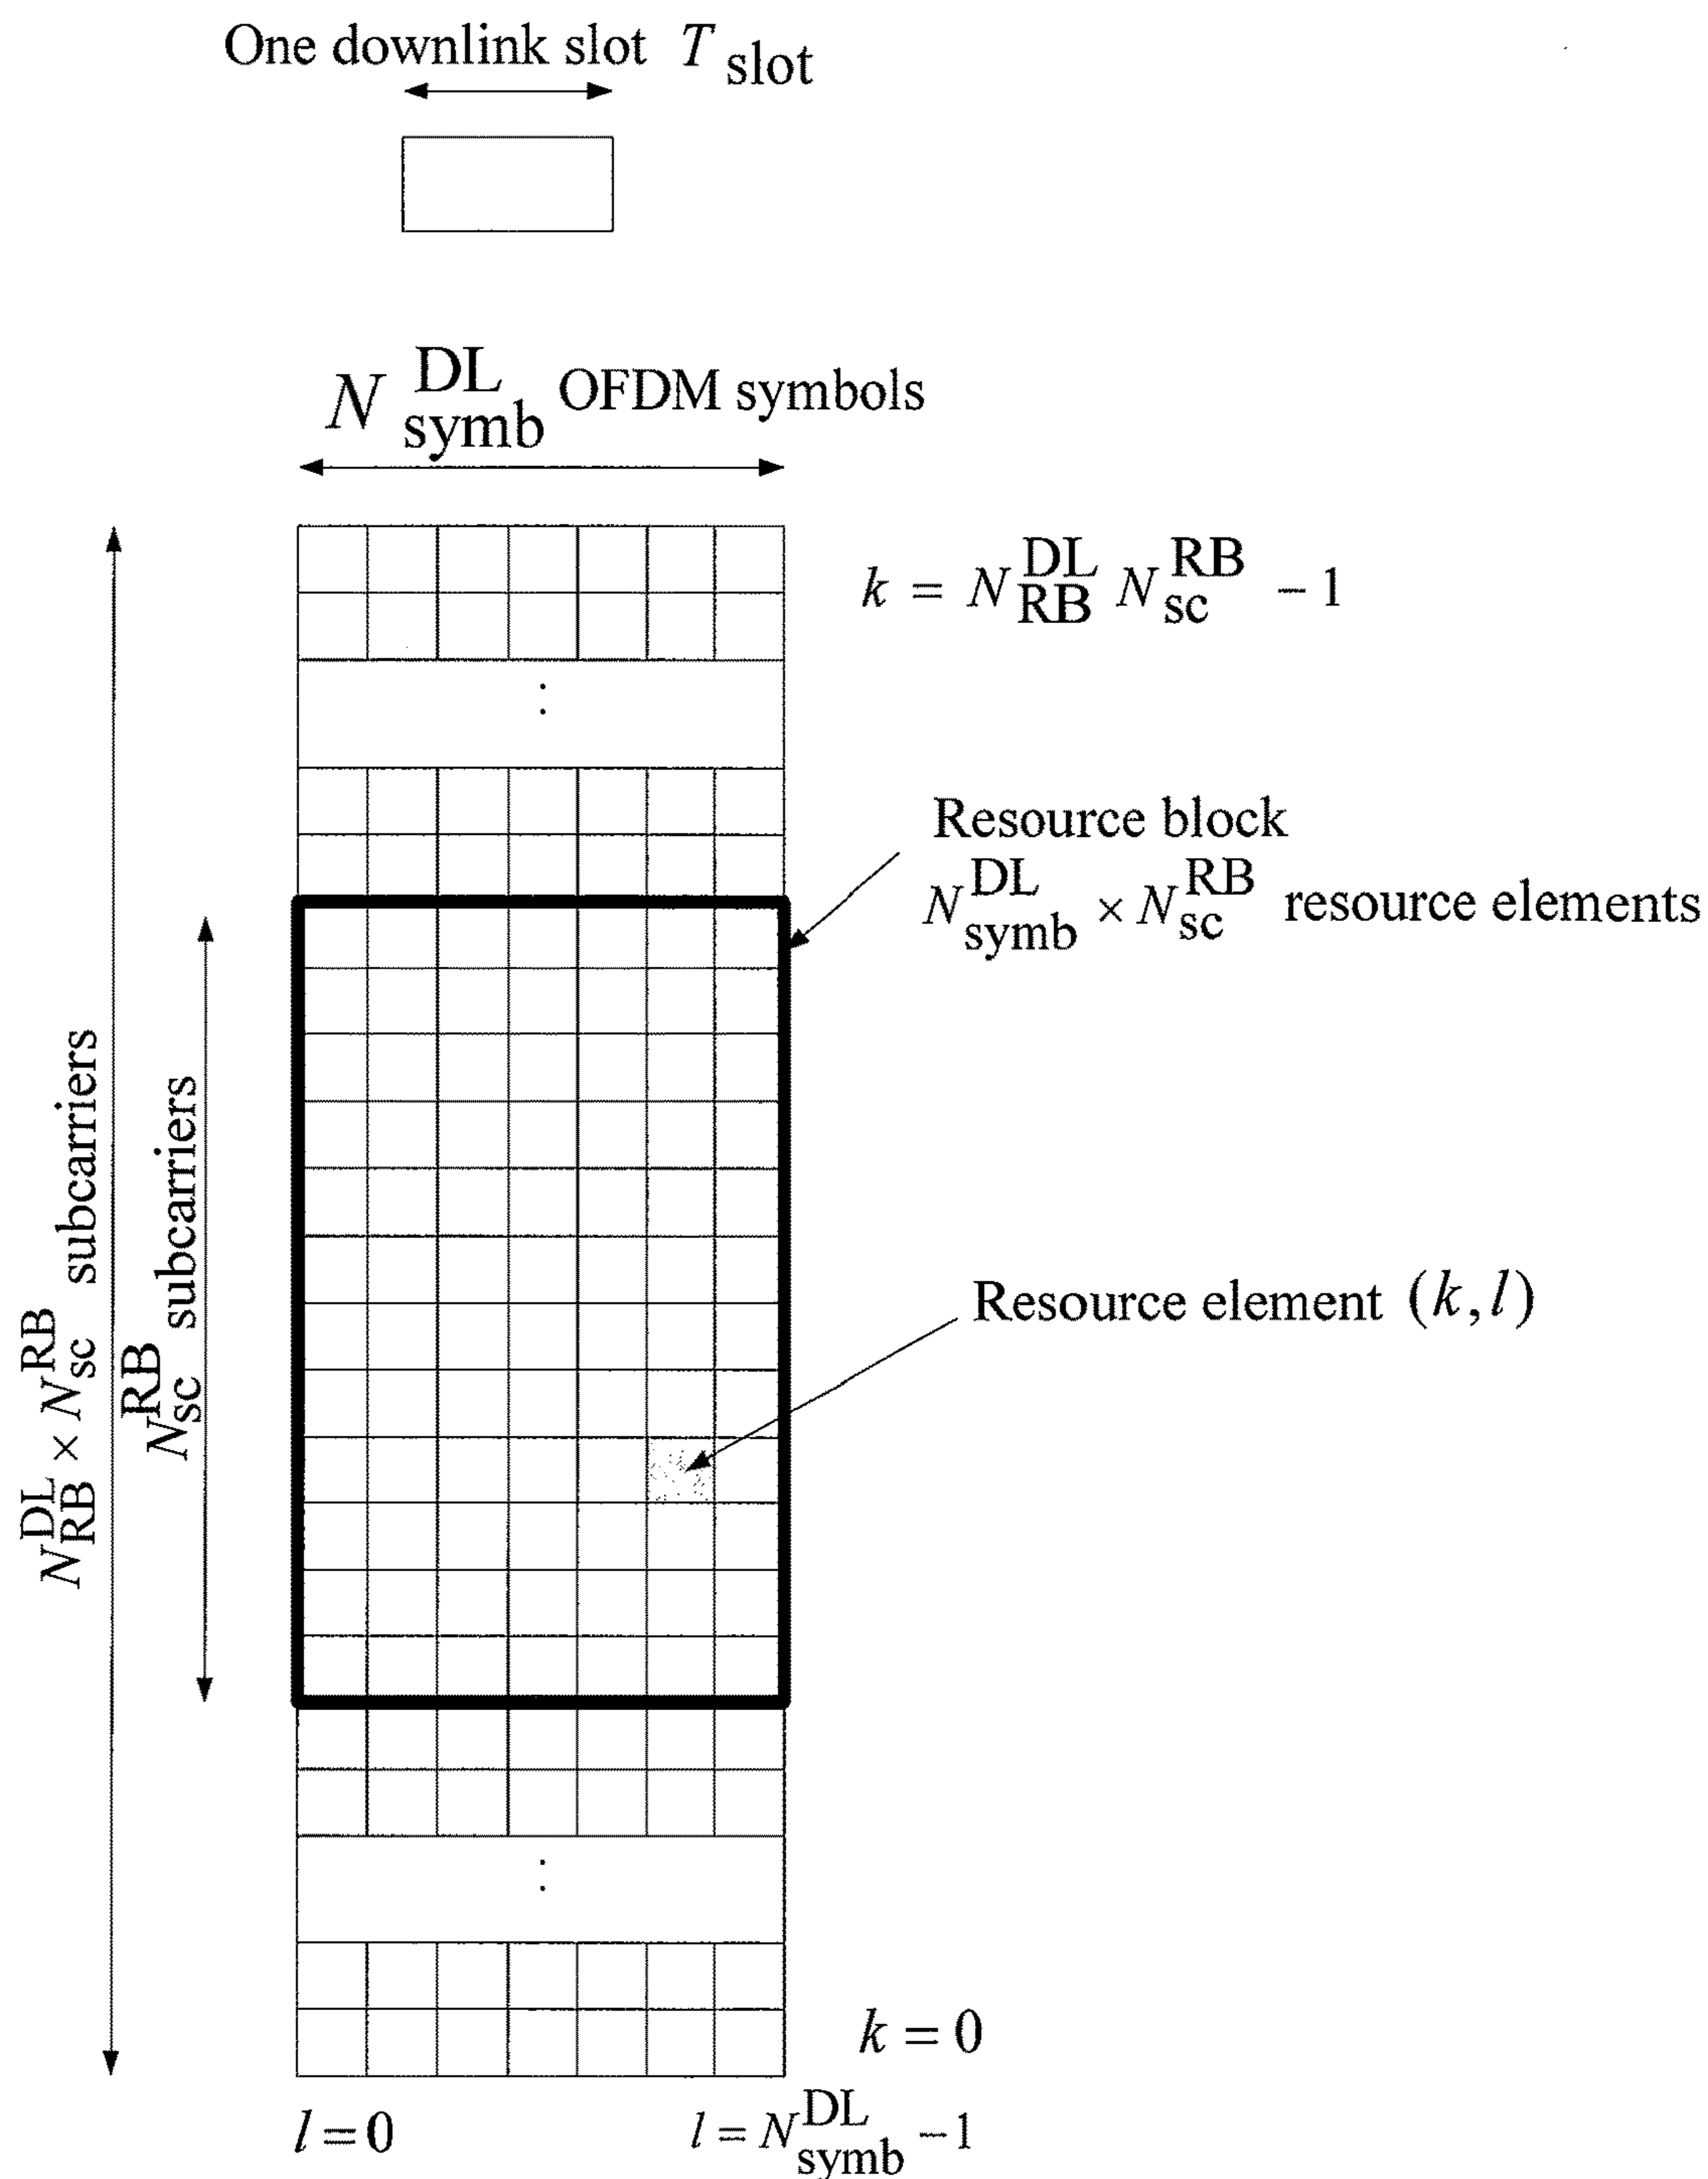 One downlink slot T slot
N DL symb OFDM symbols
k = N DL RB N RB sc − 1
Resource block
N DL symb × N RB sc resource elements
N DL RB × N RB sc subcarriers
N RB sc subcarriers
Resource element (k, l)
k = 0
l = 0
l = N DL symb − 1